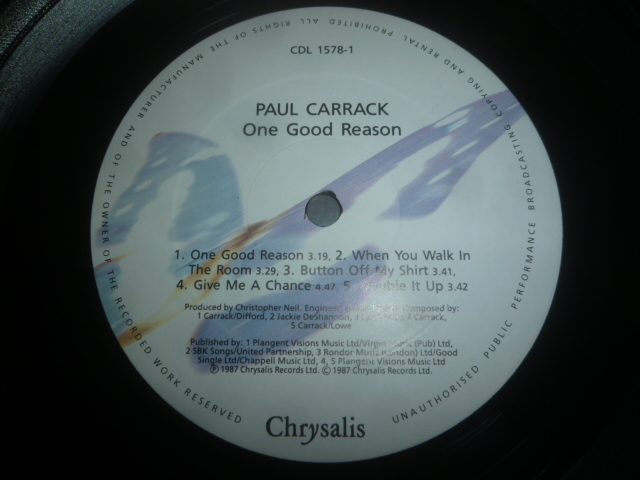 CDL 1578-1
PAUL CARRACK
One Good Reason
1. One Good Reason 3.19, 2. When You Walk In
The Room 3.29, 3. Button Off My Shirt 3.41,
4. Give Me A Chance 4.47, 5. Double It Up 3.42
Produced by Christopher Neil. Composed by:
1 Carrack/Difford, 2 Jackie DeShannon, Carrack,
5 Carrack/Lowe
Published by: 1 Plangent Visions Music Ltd/Virgin Music (Pub) Ltd,
2 SBK Songs/United Partnership, 3 Rondor Music (London) Ltd/Good
Single Ltd/Chappell Music Ltd, 4, 5 Plangent Visions Music Ltd
Ⓟ 1987 Chrysalis Records Ltd. © 1987 Chrysalis Records Ltd.
Chrysalis
ALL RIGHTS OF THE MANUFACTURER AND OF THE OWNER OF THE RECORDED WORK RESERVED
UNAUTHORISED PUBLIC PERFORMANCE BROADCASTING COPYING AND RENTAL PROHIBITED